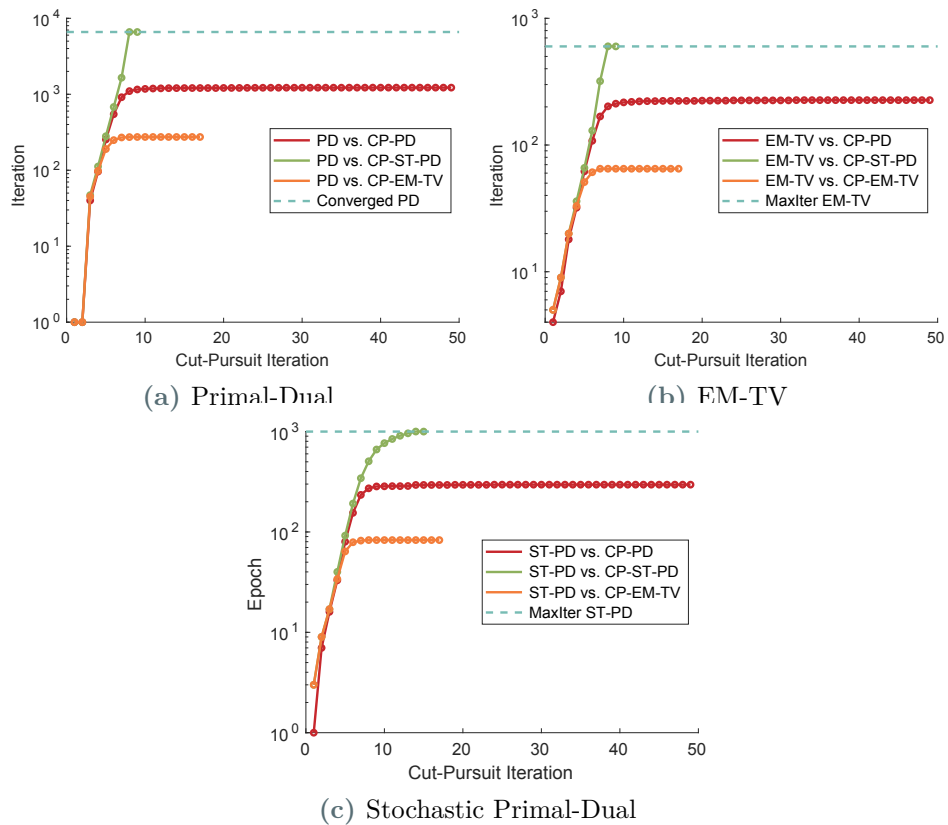 10^4
10^3
10^2
10^1
10^0
Iteration
PD vs. CP-PD
PD vs. CP-ST-PD
PD vs. CP-EM-TV
Converged PD
0 10 20 30 40 50
Cut-Pursuit Iteration
(a) Primal-Dual
10^3
10^2
10^1
Iteration
EM-TV vs. CP-PD
EM-TV vs. CP-ST-PD
EM-TV vs. CP-EM-TV
MaxIter EM-TV
0 10 20 30 40 50
Cut-Pursuit Iteration
(b) EM-TV
10^3
10^2
10^1
10^0
Epoch
ST-PD vs. CP-PD
ST-PD vs. CP-ST-PD
ST-PD vs. CP-EM-TV
MaxIter ST-PD
0 10 20 30 40 50
Cut-Pursuit Iteration
(c) Stochastic Primal-Dual